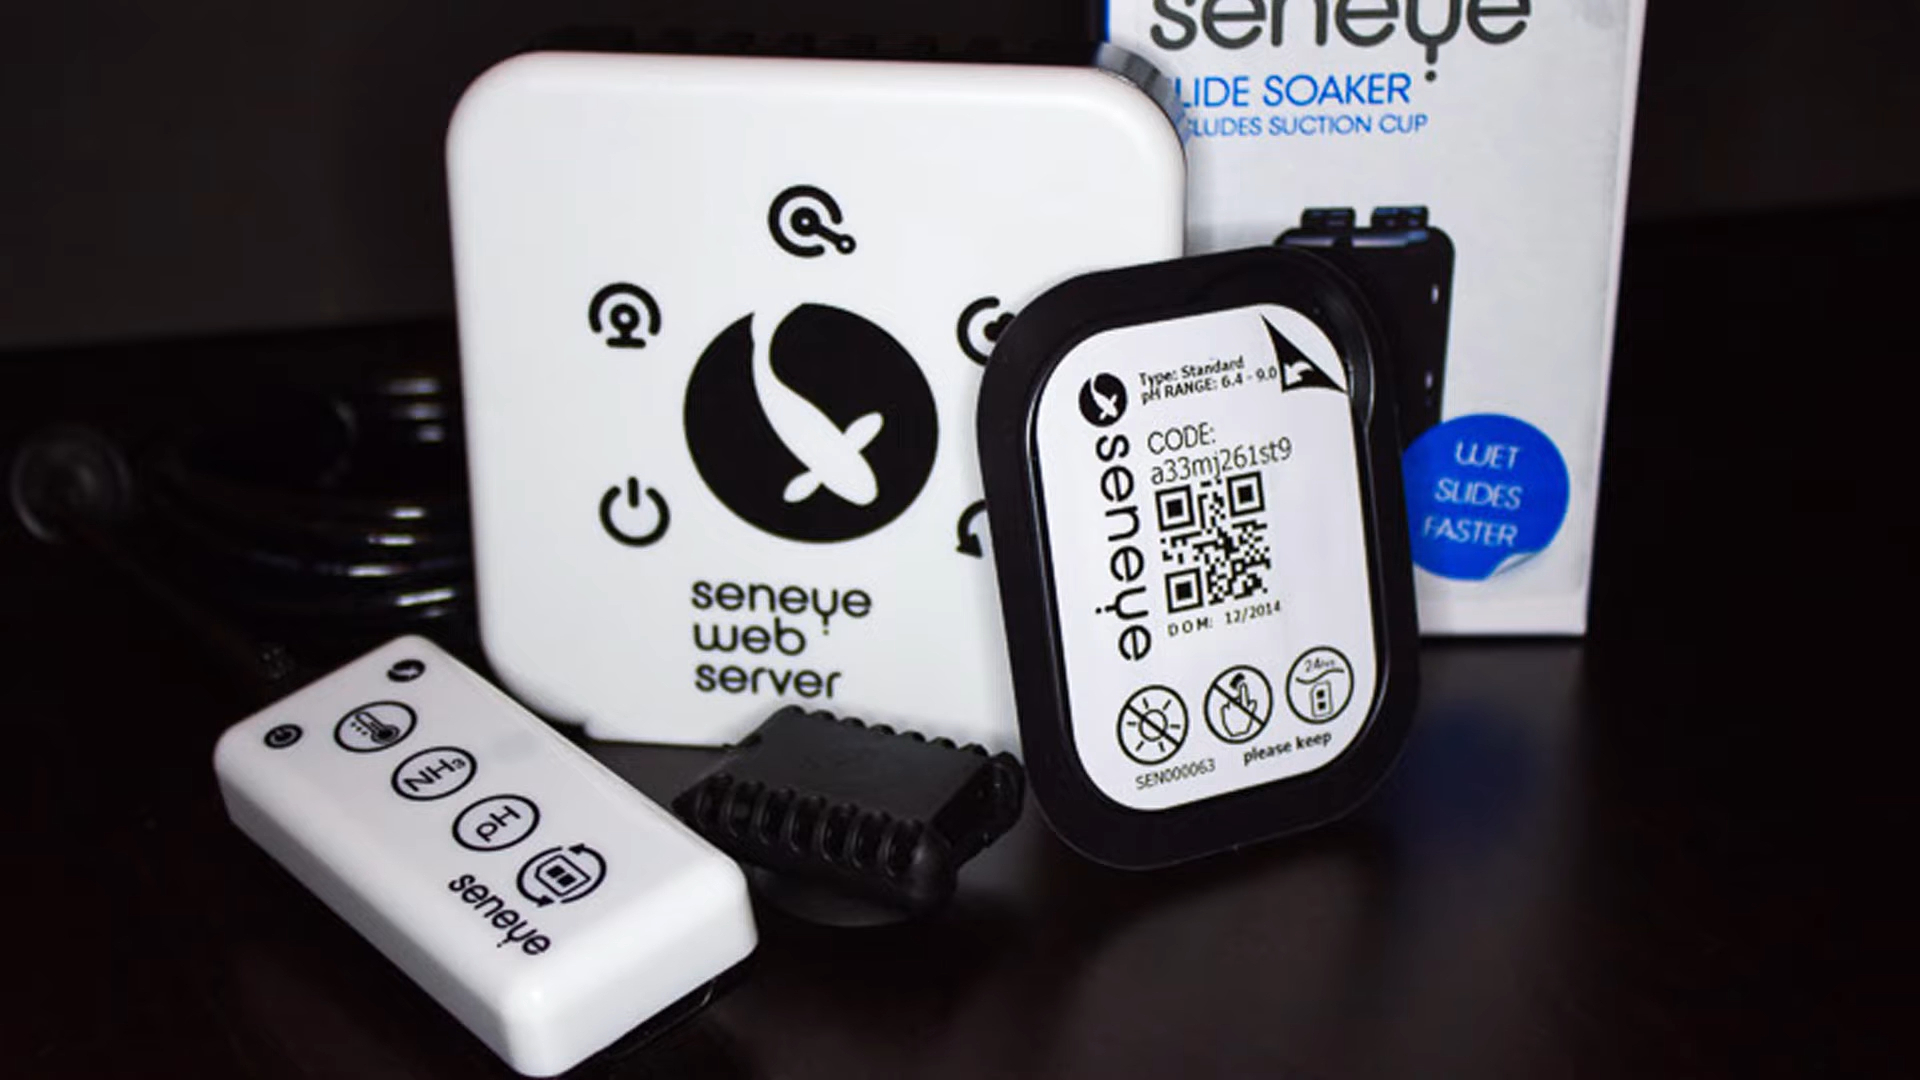 seneye
LIDE SOAKER
CLUDES SUCTION CUP
WET
SLIDES
FASTER
seneye
web
server
Type: Standard
pH RANGE: 6.4 - 9.0
CODE:
a33mj261st9
seneye
DOM: 12/2014
24hrs
please keep
SEN000063
NH3
pH
seneye